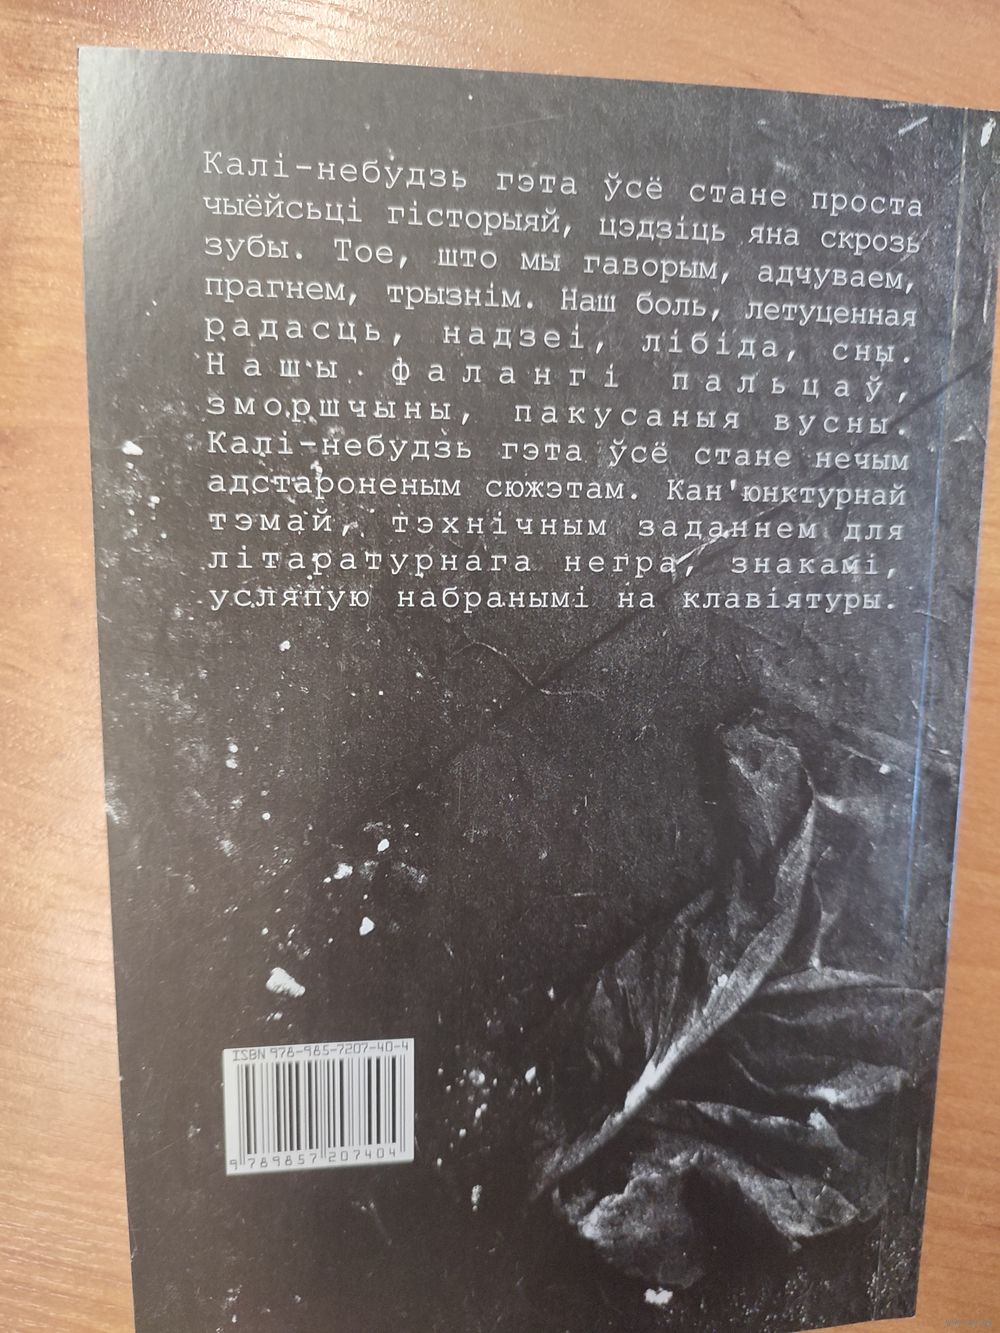 Калі-небудзь гэта ўсё стане проста
чыёйсьці гісторыяй, цэдзіць яна скрозь
зубы. Тое, што мы гаворым, адчуваем,
прагнем, трызнім. Наш боль, летуценная
радасць, надзеі, лібіда, сны.
Нашы фалангі пальцаў,
зморшчыны, пакусаныя вусны.
Калі-небудзь гэта ўсё стане нечым
адстароненым сюжэтам. Кан'юнктурнай
тэмай, тэхнічным заданнем для
літаратурнага негра, знакамі,
усляпую набранымі на клавіятуры.
ISBN 978-985-7207-40-4
9 789857 207404